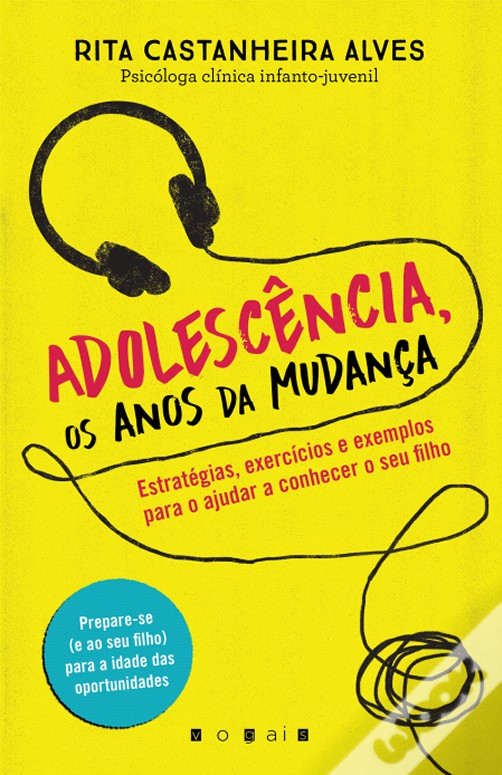 RITA CASTANHEIRA ALVES
Psicóloga clínica infanto-juvenil
ADOLESCÊNCIA,
OS ANOS DA MUDANÇA
Estratégias, exercícios e exemplos
para o ajudar a conhecer o seu filho
Prepare-se
(e ao seu filho)
para a idade das
oportunidades
vogais